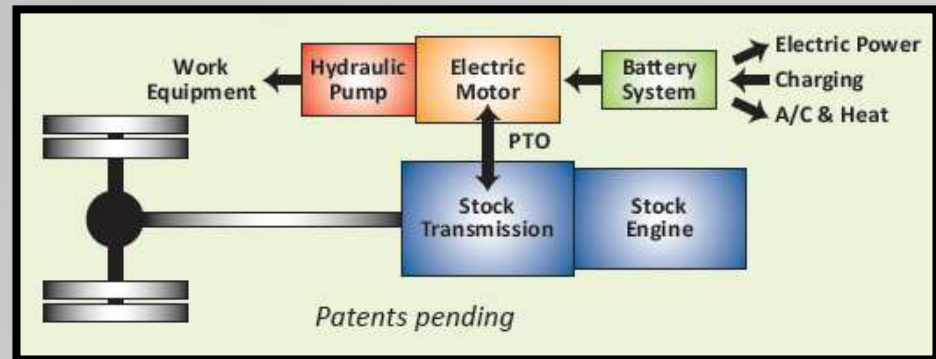 Work
Equipment
Hydraulic
Pump
Electric
Motor
Battery
System
Electric Power
Charging
A/C & Heat
PTO
Stock
Transmission
Stock
Engine
Patents pending